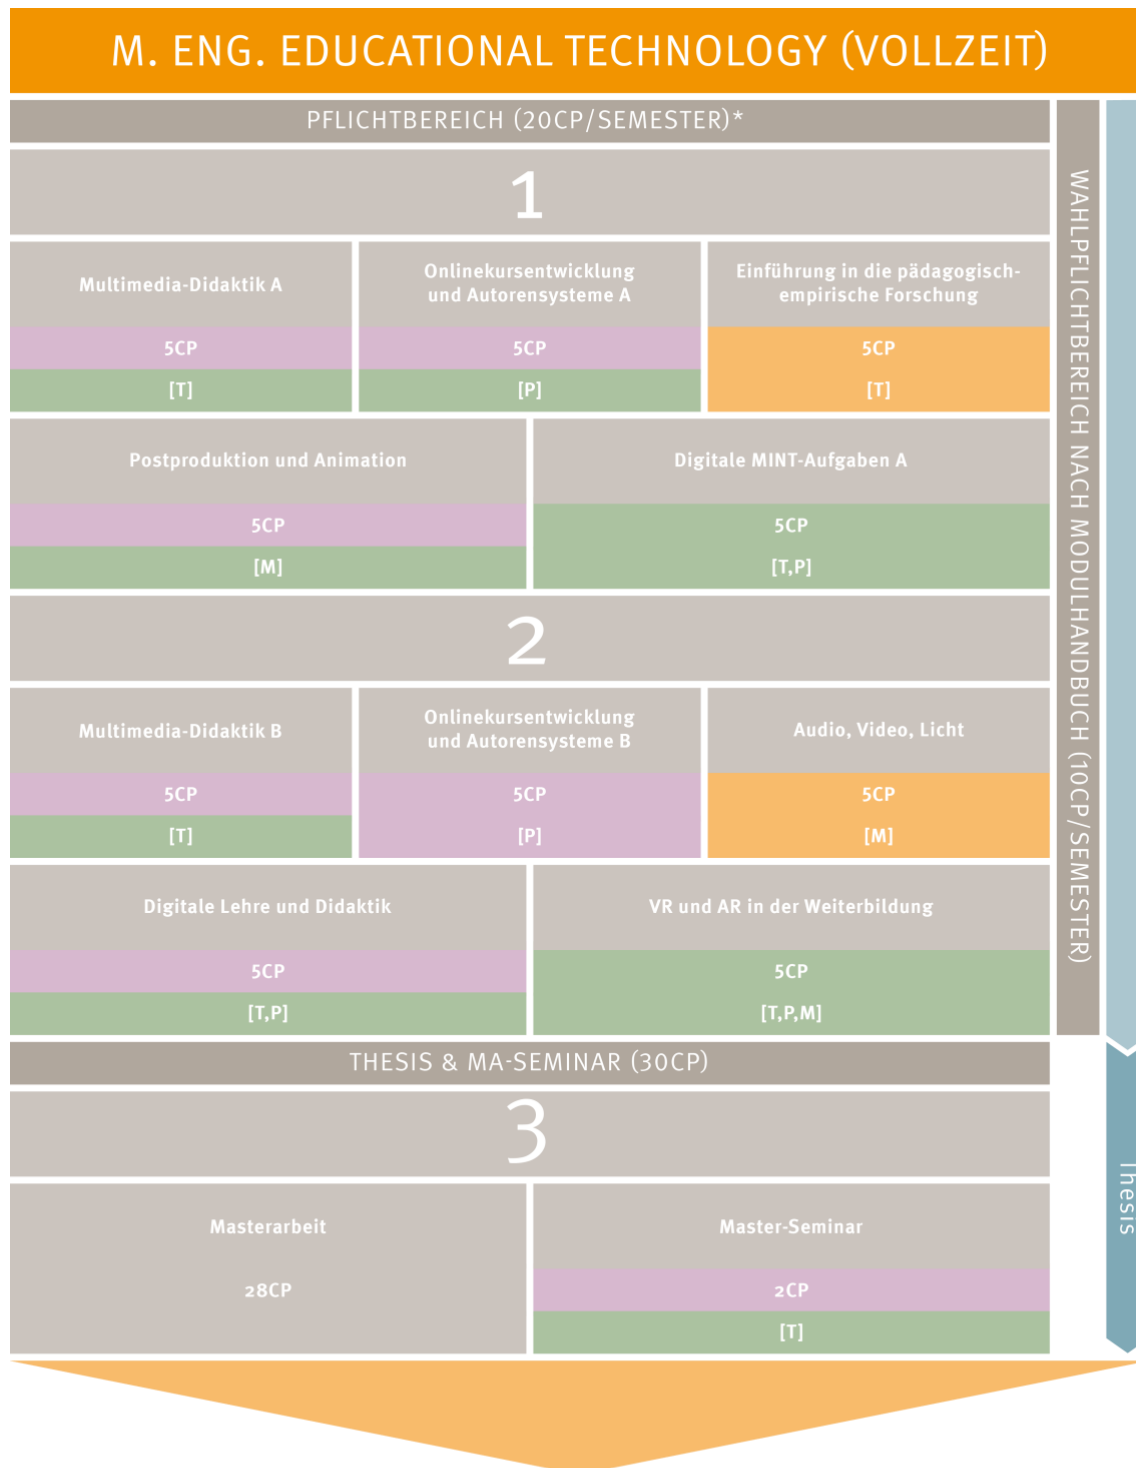 M. ENG. EDUCATIONAL TECHNOLOGY (VOLLZEIT)
PFLICHTBEREICH (20CP/SEMESTER)*
1
Multimedia-Didaktik A
5CP
[T]
Onlinekursentwicklung
und Autorensysteme A
5CP
[P]
Einführung in die pädagogisch-
empirische Forschung
5CP
[T]
Postproduktion und Animation
5CP
[M]
Digitale MINT-Aufgaben A
5CP
[T,P]
2
Multimedia-Didaktik B
5CP
[T]
Onlinekursentwicklung
und Autorensysteme B
5CP
[P]
Audio, Video, Licht
5CP
[M]
Digitale Lehre und Didaktik
5CP
[T,P]
VR und AR in der Weiterbildung
5CP
[T,P,M]
WAHLPFLICHTBEREICH NACH MODULHANDBUCH (10CP/SEMESTER)
THESIS & MA-SEMINAR (30CP)
3
Masterarbeit
28CP
Master-Seminar
2CP
[T]
Thesis